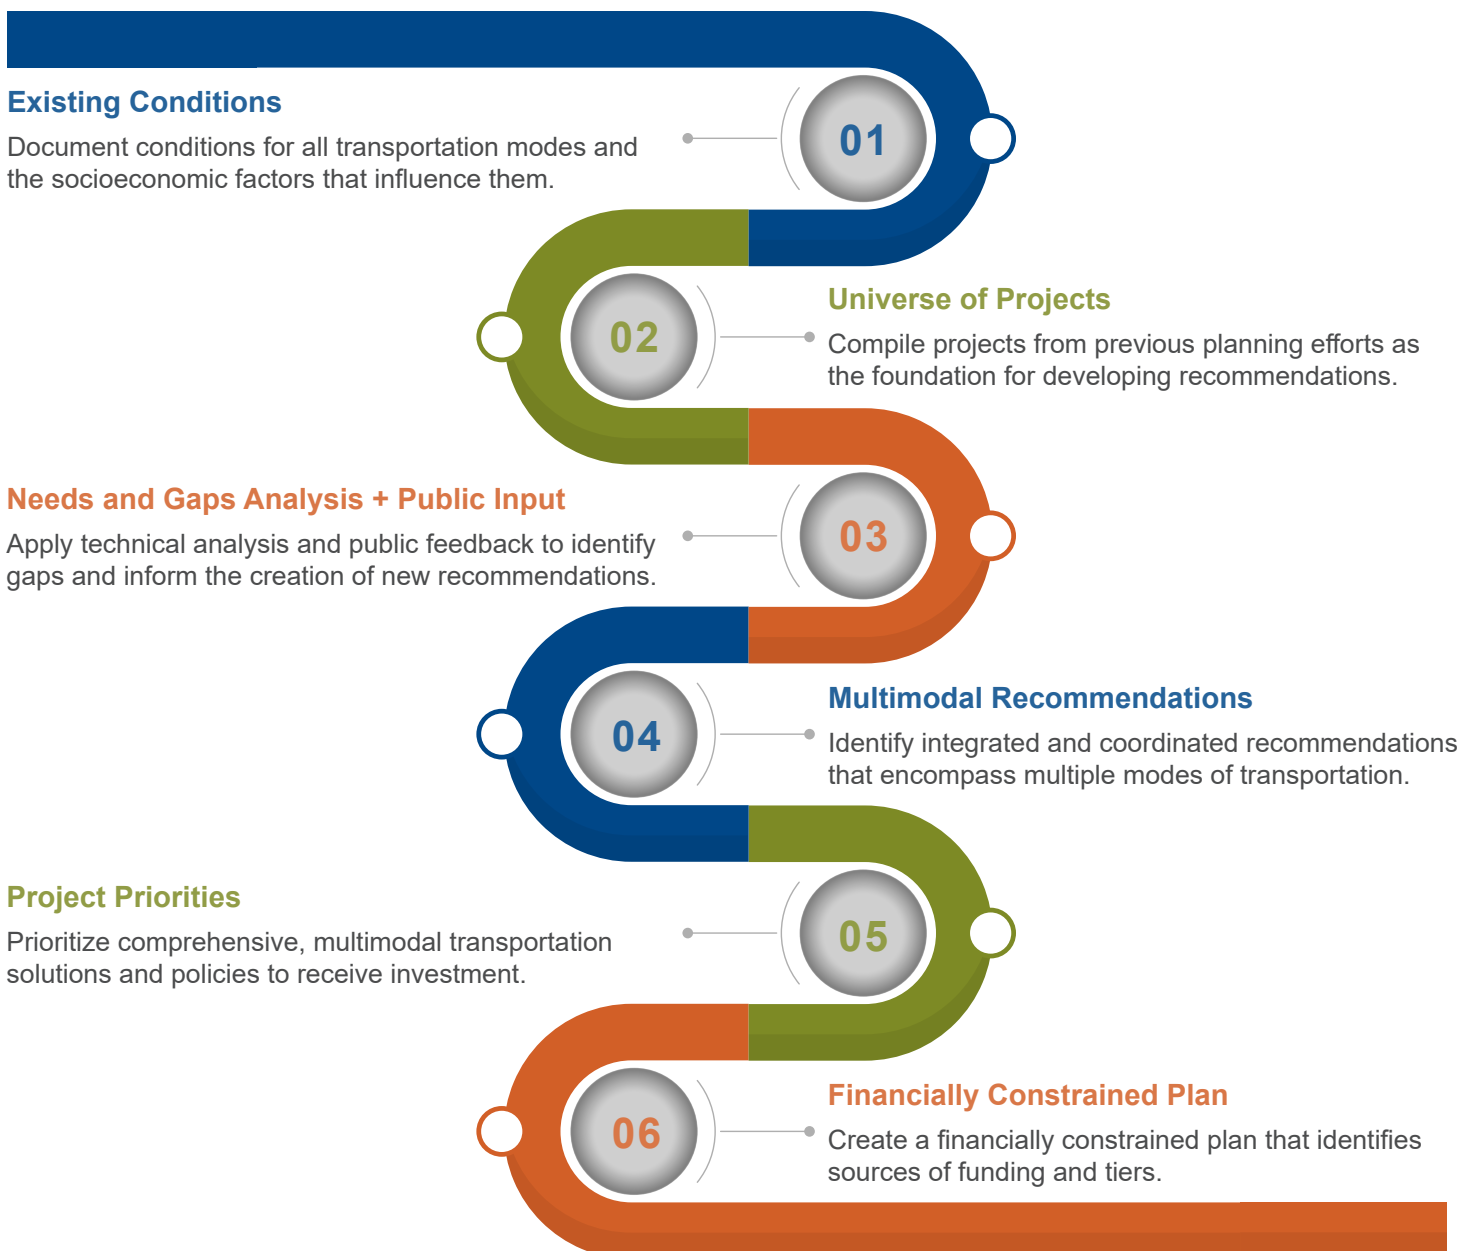 Existing Conditions
Document conditions for all transportation modes and
the socioeconomic factors that influence them.
01
02
Universe of Projects
Compile projects from previous planning efforts as
the foundation for developing recommendations.
Needs and Gaps Analysis + Public Input
Apply technical analysis and public feedback to identify
gaps and inform the creation of new recommendations.
03
04
Multimodal Recommendations
Identify integrated and coordinated recommendations
that encompass multiple modes of transportation.
Project Priorities
Prioritize comprehensive, multimodal transportation
solutions and policies to receive investment.
05
06
Financially Constrained Plan
Create a financially constrained plan that identifies
sources of funding and tiers.